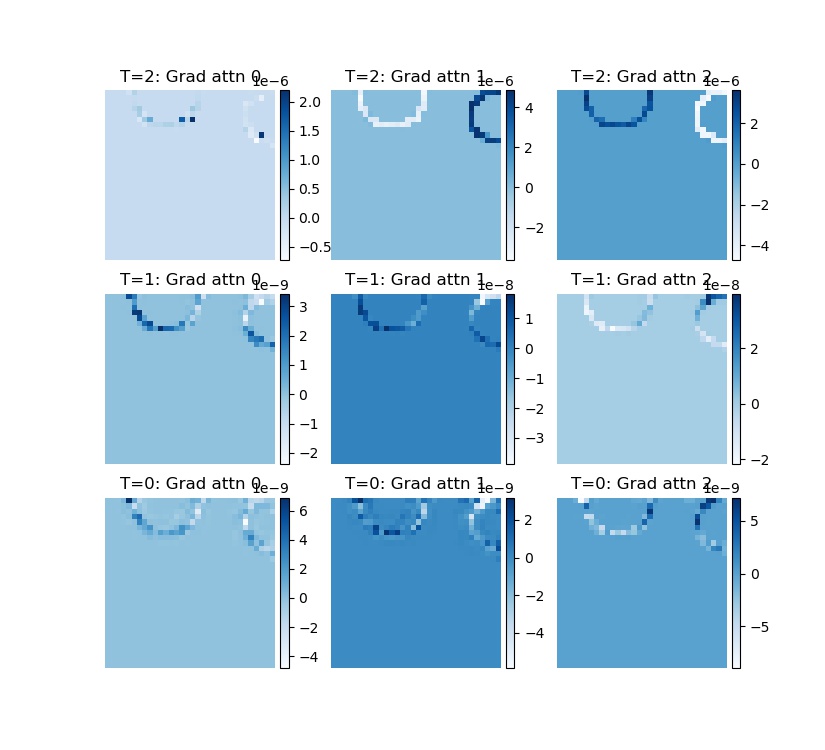 T=2: Grad attn 0
1e−6
2.0
1.5
1.0
0.5
0.0
−0.5
T=2: Grad attn 1
1e−6
4
2
0
−2
T=2: Grad attn 2
1e−6
2
0
−2
−4
T=1: Grad attn 0
1e−9
3
2
1
0
−1
−2
T=1: Grad attn 1
1e−8
1
0
−1
−2
−3
T=1: Grad attn 2
1e−8
2
0
−2
T=0: Grad attn 0
1e−9
6
4
2
0
−2
−4
T=0: Grad attn 1
1e−9
2
0
−2
−4
T=0: Grad attn 2
1e−9
5
0
−5